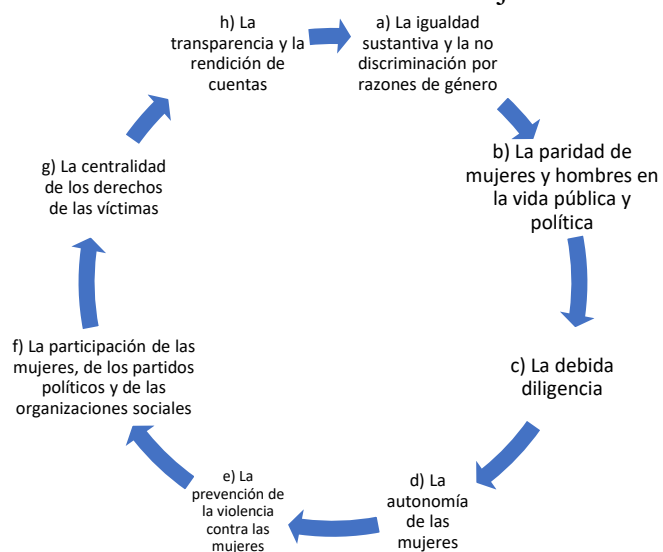 h) La
transparencia y la
rendición de
cuentas
a) La igualdad
sustantiva y la no
discriminación por
razones de género
b) La paridad de
mujeres y hombres en
la vida pública y
política
c) La debida
diligencia
d) La
autonomía
de las
mujeres
e) La
prevención de
la violencia
contra las
mujeres
f) La participación de las
mujeres, de los partidos
políticos y de las
organizaciones sociales
g) La centralidad
de los derechos
de las víctimas